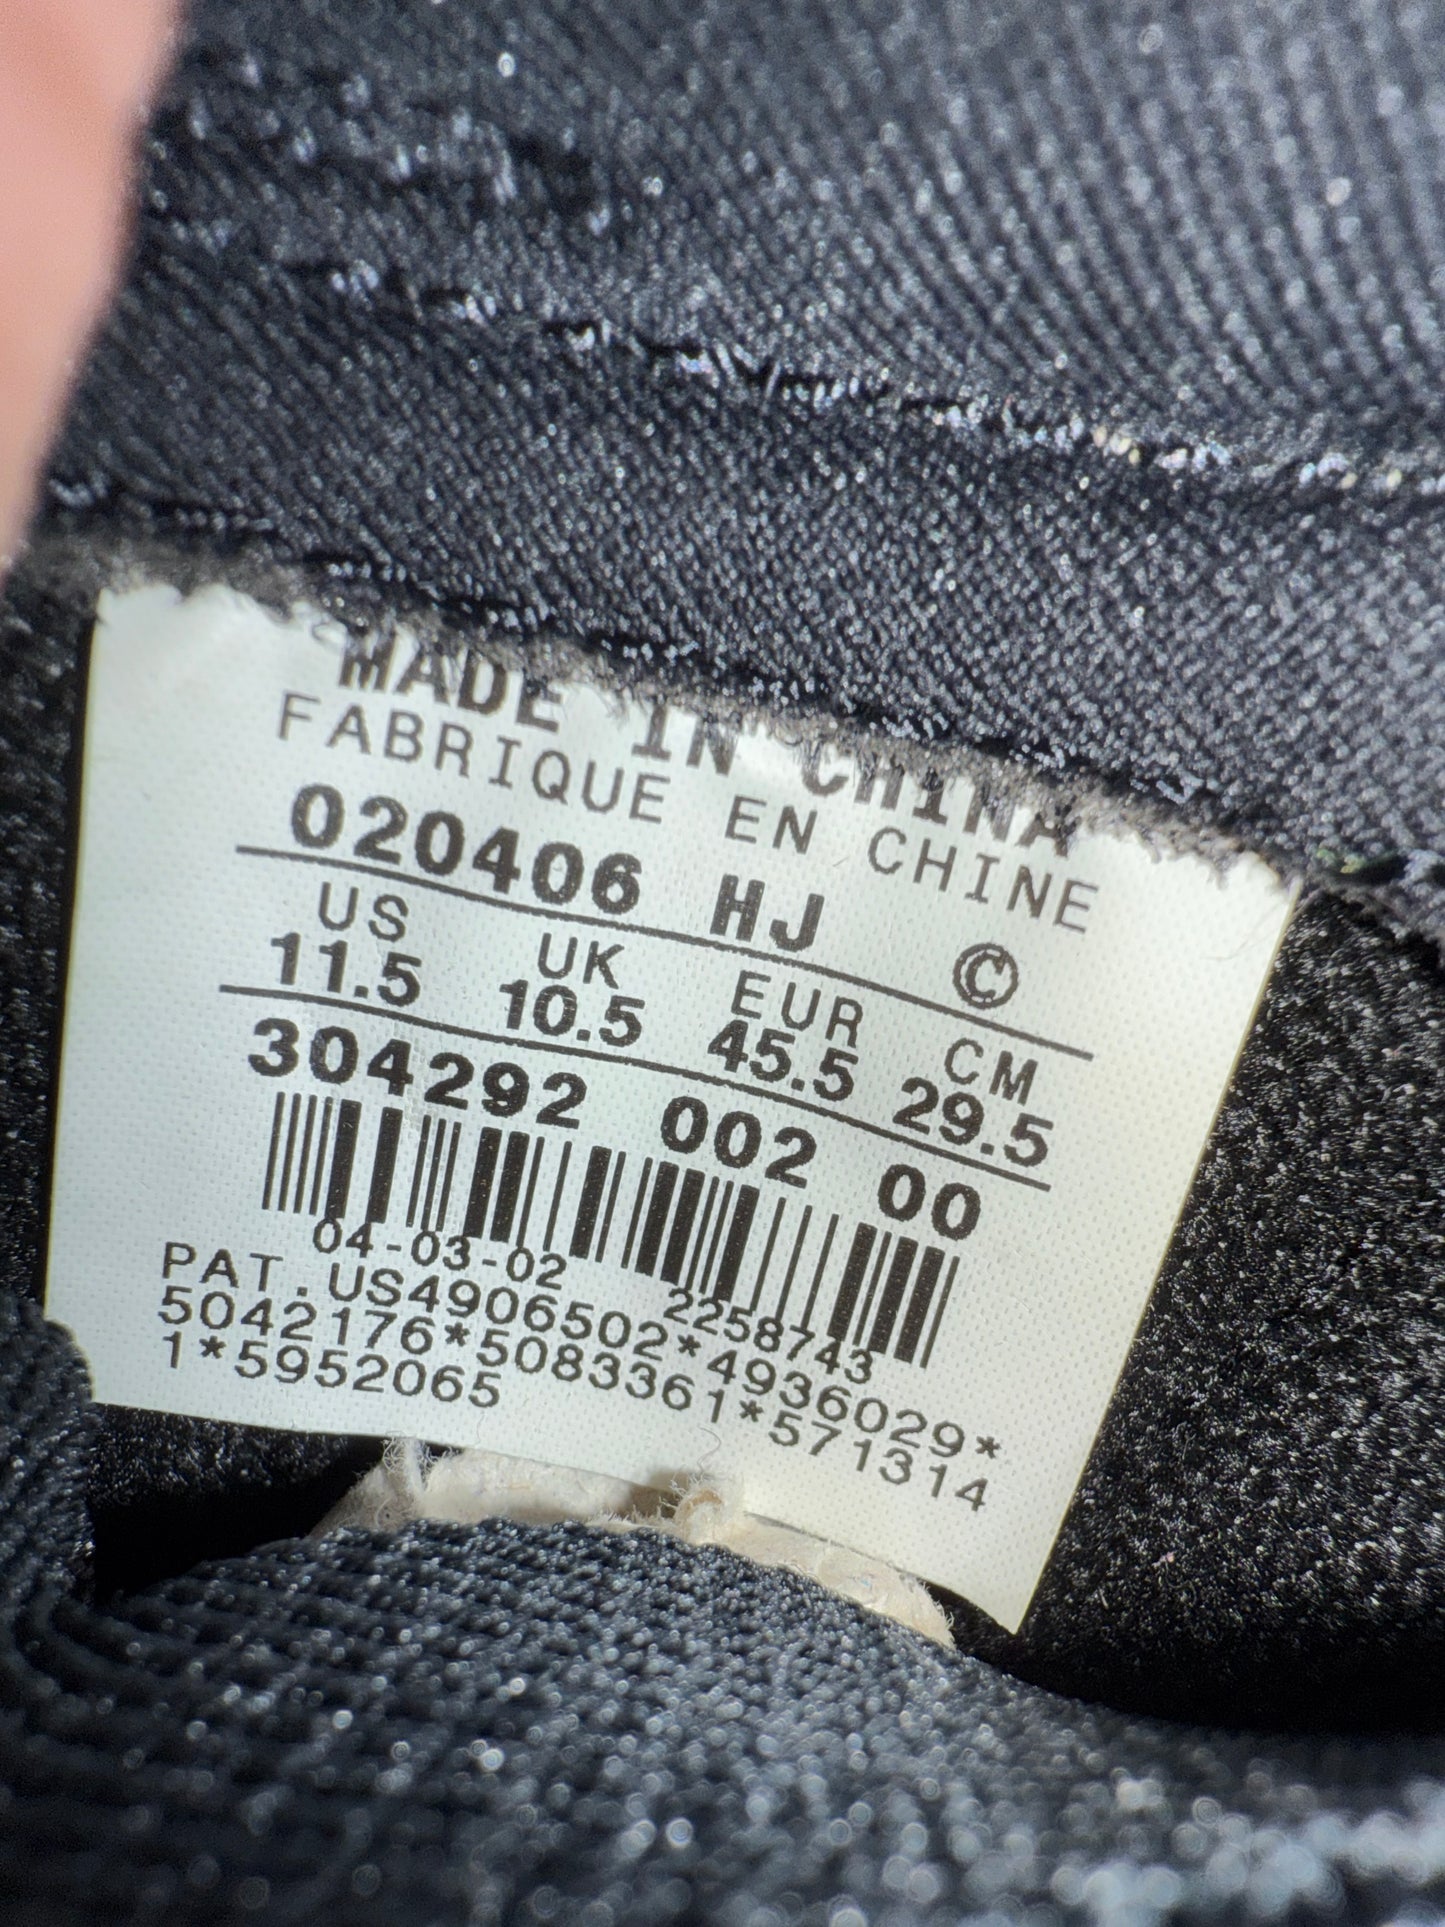 MADE IN CHINA
FABRIQUE EN CHINE
020406 HJ ©
US UK EUR CM
11.5 10.5 45.5 29.5
304292 002 00
04-03-02 2258743
PAT. US4906502*4936029*
5042176*5083361*571314
1*5952065